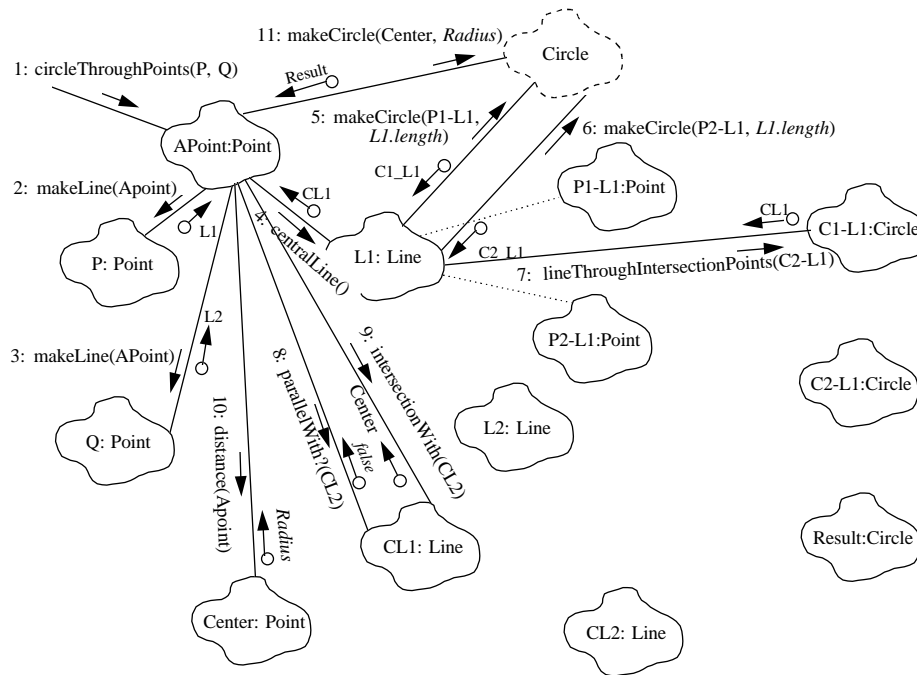 11: makeCircle(Center, Radius)
Circle
1: circleThroughPoints(P, Q)
Result
5: makeCircle(P1-L1,
L1.length)
6: makeCircle(P2-L1, L1.length)
APoint:Point
2: makeLine(Apoint)
L1
CL1
C1_L1
P1-L1:Point
4: centralLine()
P: Point
L1: Line
C2_L1
CL1
C1-L1:Circle
7: lineThroughIntersectionPoints(C2-L1)
L2
P2-L1:Point
3: makeLine(APoint)
9: intersectionWith(CL2)
8: parallelWith?(CL2)
Center
false
C2-L1:Circle
Q: Point
10: distance(Apoint)
L2: Line
Radius
CL1: Line
Result:Circle
Center: Point
CL2: Line